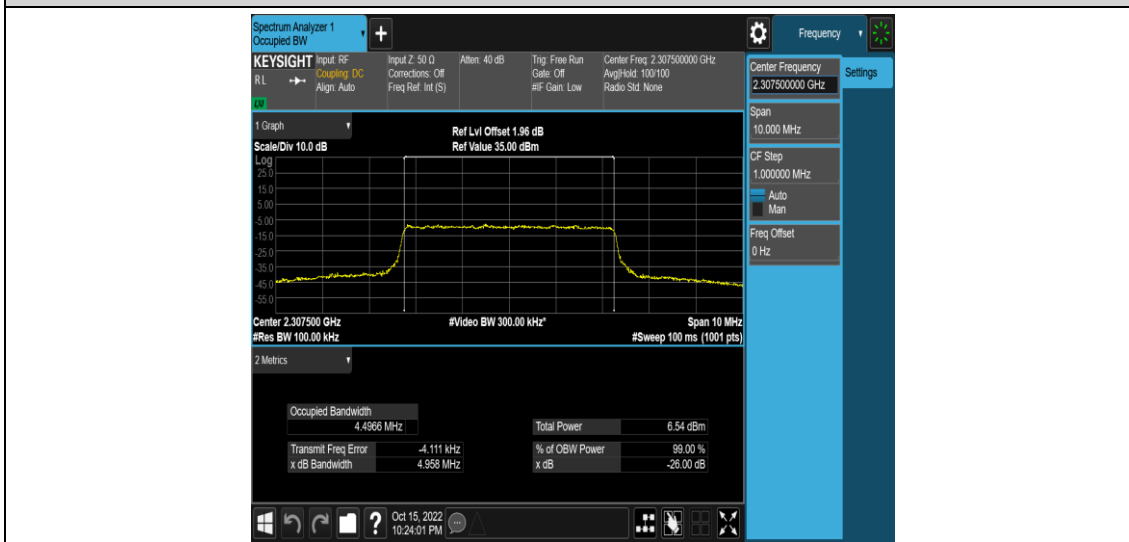 Spectrum Analyzer 1
Occupied BW
+
Frequency
KEYSIGHT
RL
LXI
Input: RF
Coupling: DC
Align: Auto
Input Z: 50 Ω
Corrections: Off
Freq Ref: Int (S)
Atten: 40 dB
Trig: Free Run
Gate: Off
#IF Gain: Low
Center Freq: 2.307500000 GHz
Avg|Hold: 100/100
Radio Std: None
Center Frequency
2.307500000 GHz
Settings
Span
10.000 MHz
CF Step
1.000000 MHz
Auto
Man
Freq Offset
0 Hz
1 Graph
Ref Lvl Offset 1.96 dB
Scale/Div 10.0 dB
Ref Value 35.00 dBm
Log
25.0
15.0
5.00
-5.00
-15.0
-25.0
-35.0
-45.0
-55.0
Center 2.307500 GHz
#Video BW 300.00 kHz*
Span 10 MHz
#Res BW 100.00 kHz
#Sweep 100 ms (1001 pts)
2 Metrics
Occupied Bandwidth
4.4966 MHz
Total Power 6.54 dBm
Transmit Freq Error -4.111 kHz
% of OBW Power 99.00 %
x dB Bandwidth 4.958 MHz
x dB -26.00 dB
?
Oct 15, 2022
10:24:01 PM